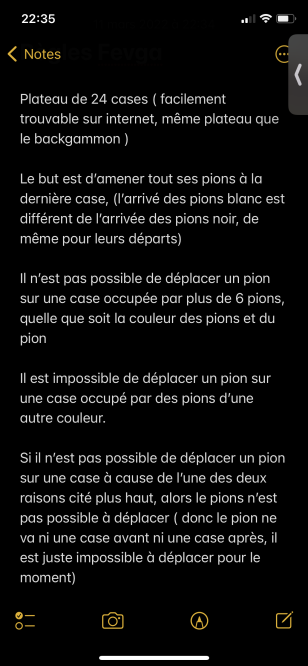 22:35
Notes
Plateau de 24 cases ( facilement
trouvable sur internet, même plateau que
le backgammon )
Le but est d’amener tout ses pions à la
dernière case, (l’arrivé des pions blanc est
différent de l’arrivée des pions noir, de
même pour leurs départs)
Il n’est pas possible de déplacer un pion
sur une case occupée par plus de 6 pions,
quelle que soit la couleur des pions et du
pion
Il est impossible de déplacer un pion sur
une case occupé par des pions d’une
autre couleur.
Si il n’est pas possible de déplacer un pion
sur une case à cause de l’une des deux
raisons cité plus haut, alors le pions n’est
pas possible à déplacer ( donc le pion ne
va ni une case avant ni une case après, il
est juste impossible à déplacer pour le
moment)